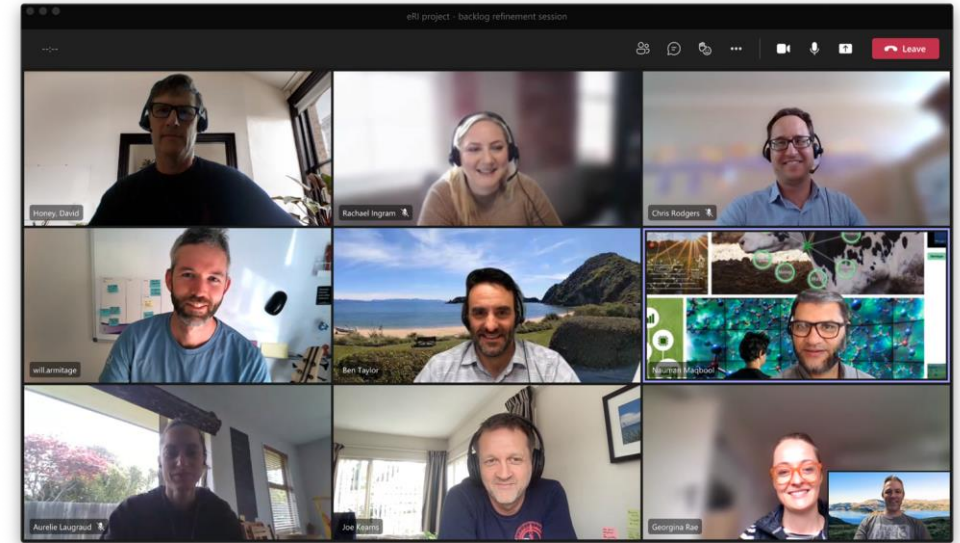 eRI project - backlog refinement session
--:--
Leave
Honey, David
Rachael Ingram
Chris Rodgers
will.armitage
Ben Taylor
Nauman Maqbool
Aurelie Laugraud
Joe Kearns
Georgina Rae